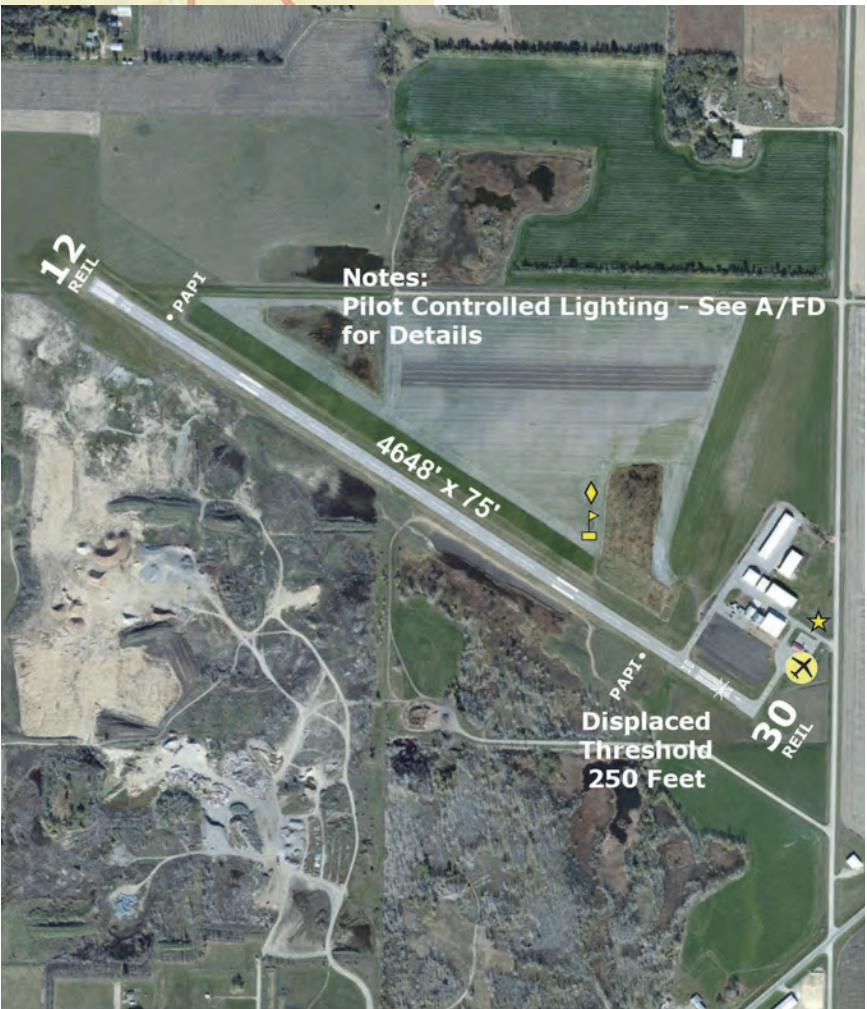 12
REIL
PAPI
Notes:
Pilot Controlled Lighting - See A/FD
for Details
4648' x 75'
PAPI
30
REIL
Displaced
Threshold
250 Feet